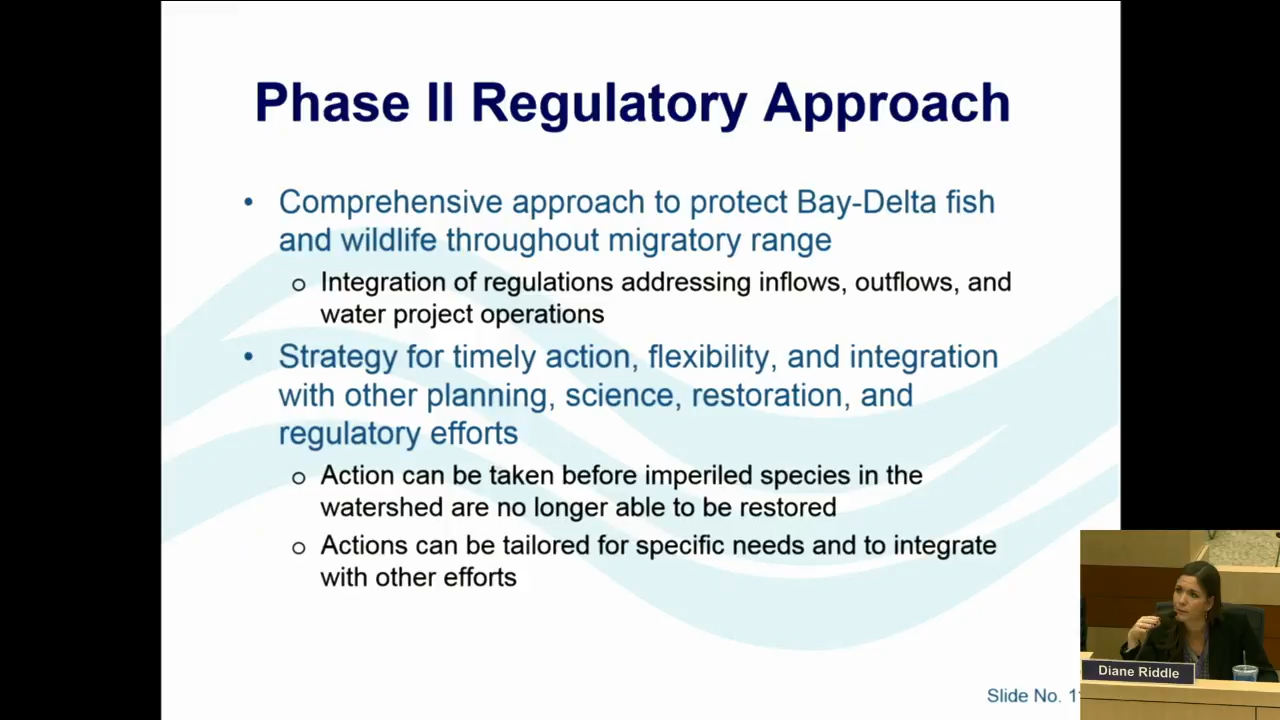 Phase II Regulatory Approach
• Comprehensive approach to protect Bay-Delta fish
and wildlife throughout migratory range
o Integration of regulations addressing inflows, outflows, and
water project operations
• Strategy for timely action, flexibility, and integration
with other planning, science, restoration, and
regulatory efforts
o Action can be taken before imperiled species in the
watershed are no longer able to be restored
o Actions can be tailored for specific needs and to integrate
with other efforts
Diane Riddle
Slide No.